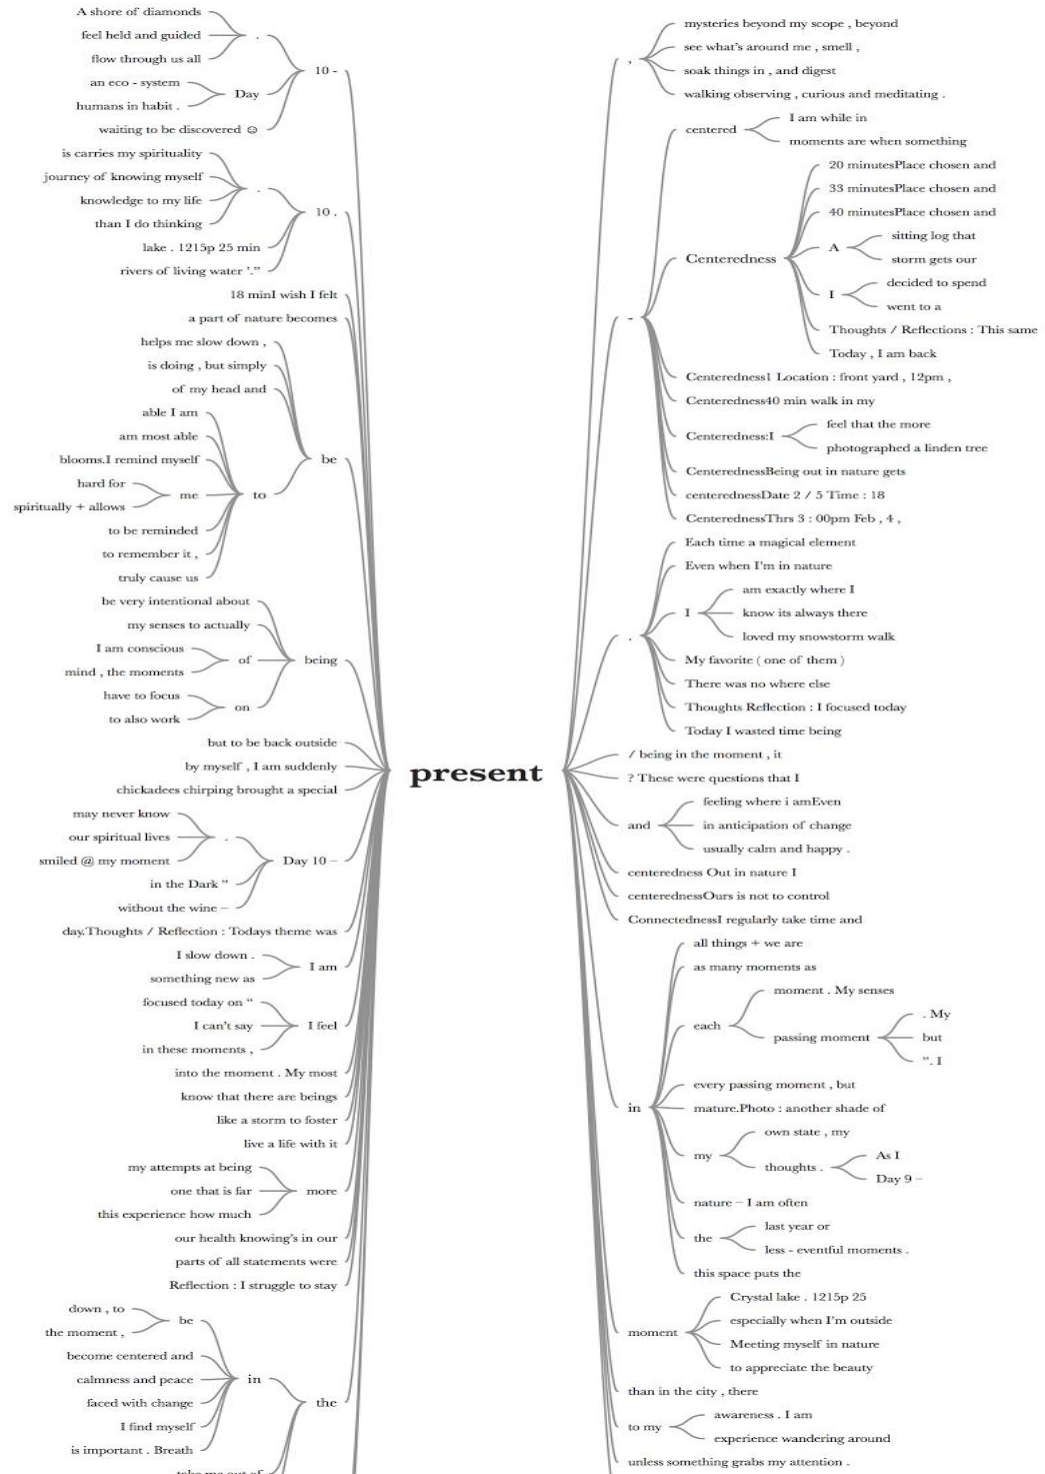 A shore of diamonds
feel held and guided
flow through us all
.
an eco - system
humans in habit .
Day
waiting to be discovered ☺
10 -
is carries my spirituality
journey of knowing myself
knowledge to my life
than I do thinking
.
lake . 1215p 25 min
rivers of living water '."
10 .
18 minI wish I felt
a part of nature becomes
helps me slow down ,
is doing , but simply
of my head and
able I am
am most able
blooms.I remind myself
hard for
spiritually + allows
me
to be reminded
to remember it ,
truly cause us
to
be
be very intentional about
my senses to actually
I am conscious
mind , the moments
of
have to focus
to also work
on
being
but to be back outside
by myself , I am suddenly
chickadees chirping brought a special
may never know
our spiritual lives
smiled @ my moment
.
in the Dark "
without the wine –
Day 10 –
day.Thoughts / Reflection : Todays theme was
I slow down .
something new as
I am
focused today on "
I can't say
in these moments ,
I feel
into the moment . My most
know that there are beings
like a storm to foster
live a life with it
my attempts at being
one that is far
this experience how much
more
our health knowing's in our
parts of all statements were
Reflection : I struggle to stay
down , to
the moment ,
be
become centered and
calmness and peace
faced with change
I find myself
is important . Breath
in
take me out of
the
present
,
mysteries beyond my scope , beyond
see what's around me , smell ,
soak things in , and digest
walking observing , curious and meditating .
-
centered
I am while in
moments are when something
Centeredness
20 minutesPlace chosen and
33 minutesPlace chosen and
40 minutesPlace chosen and
A
sitting log that
storm gets our
I
decided to spend
went to a
Thoughts / Reflections : This same
Today , I am back
Centeredness1 Location : front yard , 12pm ,
Centeredness40 min walk in my
Centeredness:I
feel that the more
photographed a linden tree
CenterednessBeing out in nature gets
centerednessDate 2 / 5 Time : 18
CenterednessThrs 3 : 00pm Feb , 4 ,
.
Each time a magical element
Even when I'm in nature
I
am exactly where I
know its always there
loved my snowstorm walk
My favorite ( one of them )
There was no where else
Thoughts Reflection : I focused today
Today I wasted time being
/ being in the moment , it
? These were questions that I
and
feeling where i amEven
in anticipation of change
usually calm and happy .
centeredness Out in nature I
centerednessOurs is not to control
ConnectednessI regularly take time and
in
all things + we are
as many moments as
each
moment . My senses
passing moment
. My
but
". I
every passing moment , but
mature.Photo : another shade of
my
own state , my
thoughts .
As I
Day 9 –
nature – I am often
the
last year or
less - eventful moments .
this space puts the
moment
Crystal lake . 1215p 25
especially when I'm outside
Meeting myself in nature
to appreciate the beauty
than in the city , there
to my
awareness . I am
experience wandering around
unless something grabs my attention .